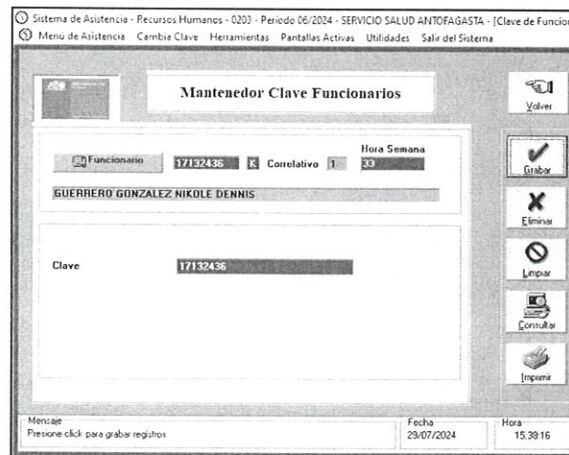 Sistema de Asistencia - Recursos Humanos - 0203 - Periodo 06/2024 - SERVICIO SALUD ANTOFAGASTA - [Clave de Funcio
Menú de Asistencia Cambia Clave Herramientas Pantallas Activas Utilidades Salir del Sistema
Mantenedor Clave Funcionarios
Volver
Hora Semana
Funcionario 17132436 K Correlativo 1 33
Grabar
GUERRERO GONZALEZ NIKOLE DENNIS
Eliminar
Clave 17132436
Limpiar
Consultar
Imprimir
Mensaje Fecha Hora
Presione click para grabar registros 29/07/2024 15:38:16